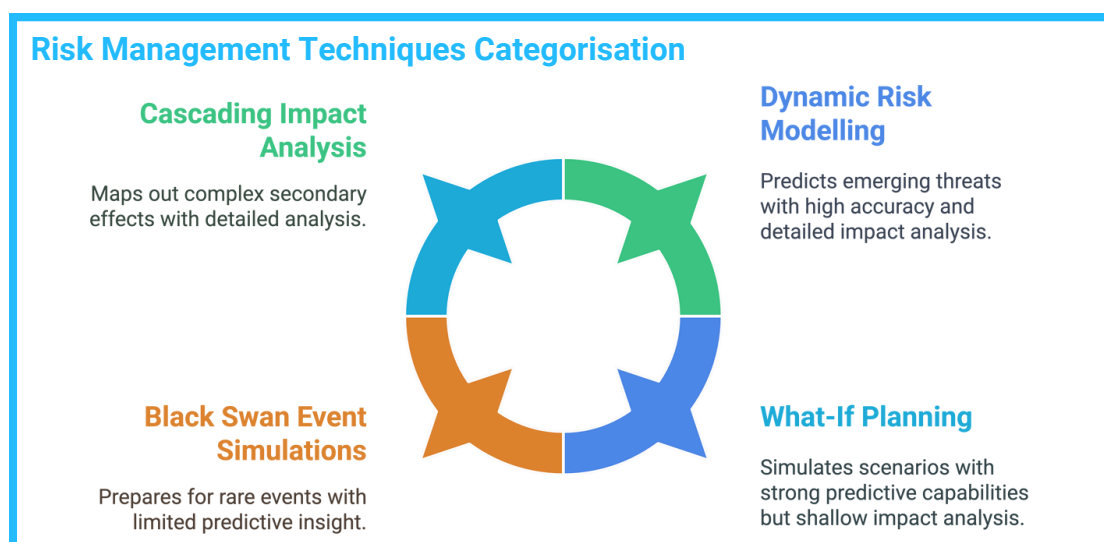 Risk Management Techniques Categorisation
Cascading Impact
Analysis
Maps out complex secondary
effects with detailed analysis.
Dynamic Risk
Modelling
Predicts emerging threats
with high accuracy and
detailed impact analysis.
Black Swan Event
Simulations
Prepares for rare events with
limited predictive insight.
What-If Planning
Simulates scenarios with
strong predictive capabilities
but shallow impact analysis.